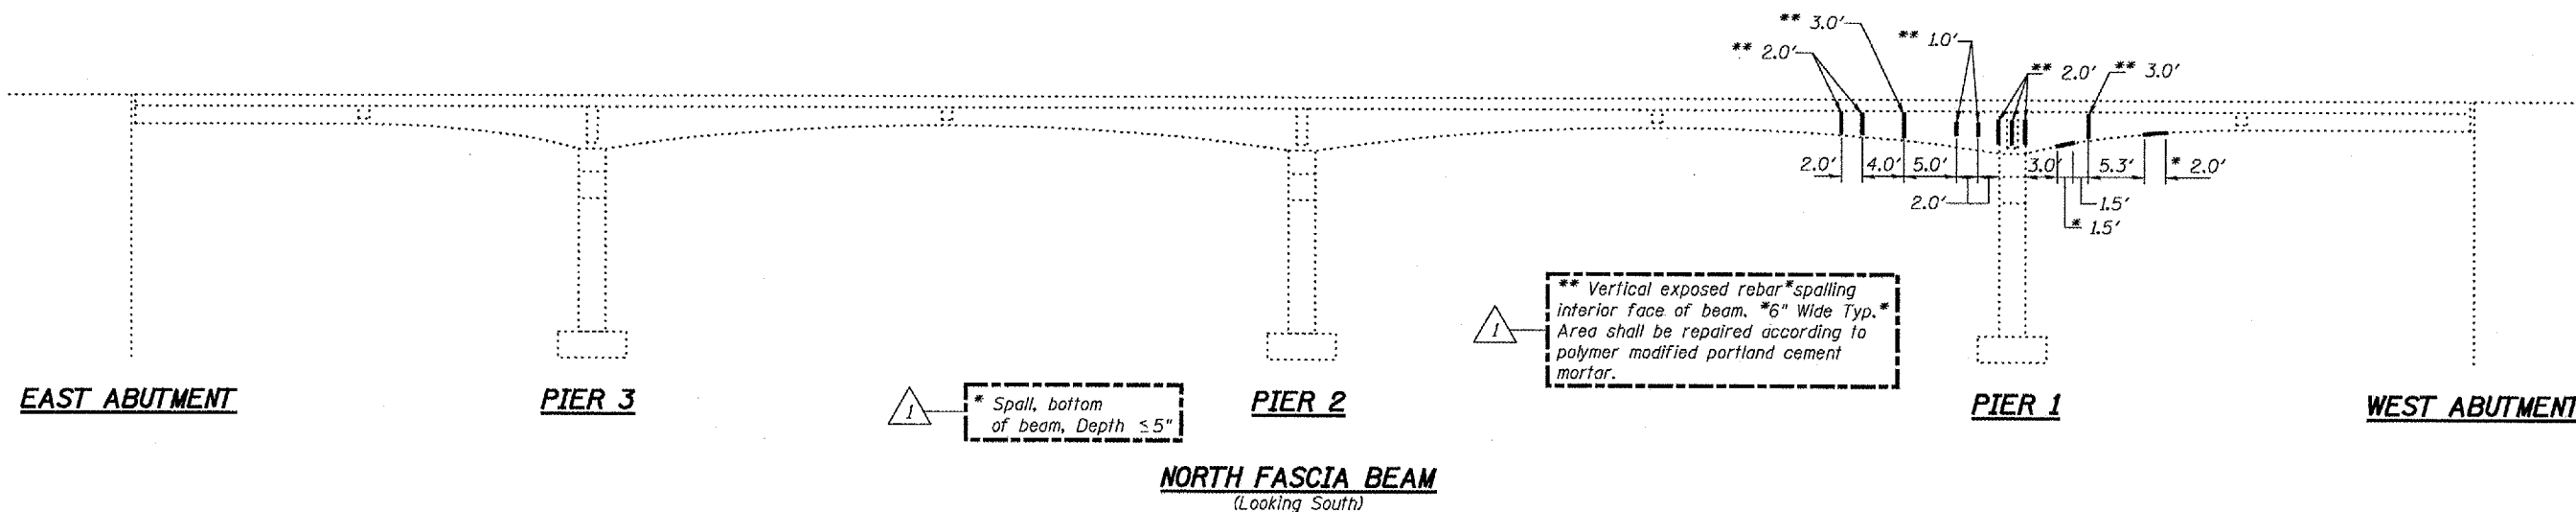 ** 3.0'
** 2.0'
** 1.0'
** 2.0'
** 3.0'
2.0'
4.0'
5.0'
2.0'
3.0'
5.3'
* 2.0'
1.5'
* 1.5'
** Vertical exposed rebar*spalling
interior face of beam. *6" Wide Typ.*
Area shall be repaired according to
polymer modified portland cement
mortar.
1
1
* Spall, bottom
of beam, Depth ≤5"
EAST ABUTMENT
PIER 3
PIER 2
PIER 1
WEST ABUTMENT
NORTH FASCIA BEAM
(Looking South)